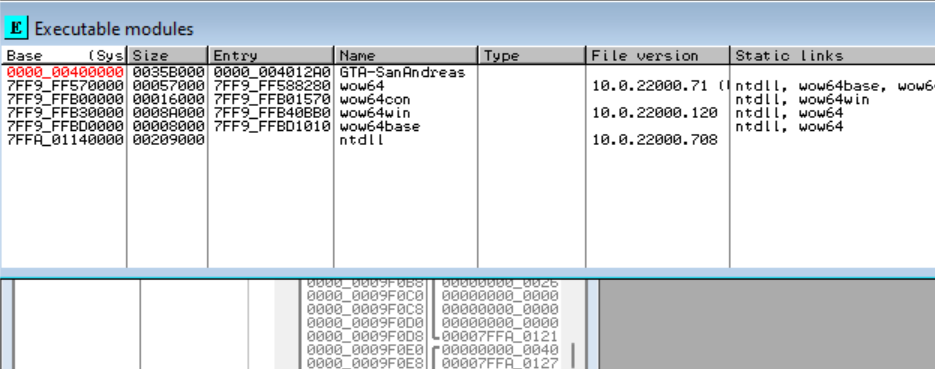 E Executable modules
Base (Sys Size Entry Name Type File version Static links
0000_00400000 0035B000 0000_004012A0 GTA-SanAndreas
7FF9_FF570000 00057000 7FF9_FF588280 wow64 10.0.22000.71 ( ntdll, wow64base, wow6
7FF9_FFB00000 00016000 7FF9_FFB01570 wow64con ntdll, wow64win
7FF9_FFB30000 0008A000 7FF9_FFB40BB0 wow64win 10.0.22000.120 ntdll, wow64
7FF9_FFBD0000 00008000 7FF9_FFBD1010 wow64base ntdll, wow64
7FFA_01140000 00209000 ntdll 10.0.22000.708
0000_0009F0B8 00000000_0026
0000_0009F0C0 00000000_0000
0000_0009F0C8 00000000_0000
0000_0009F0D0 00000000_0000
0000_0009F0D8 00007FFA_0121
0000_0009F0E0 00000000_0040
0000_0009F0E8 00007FFA_0127